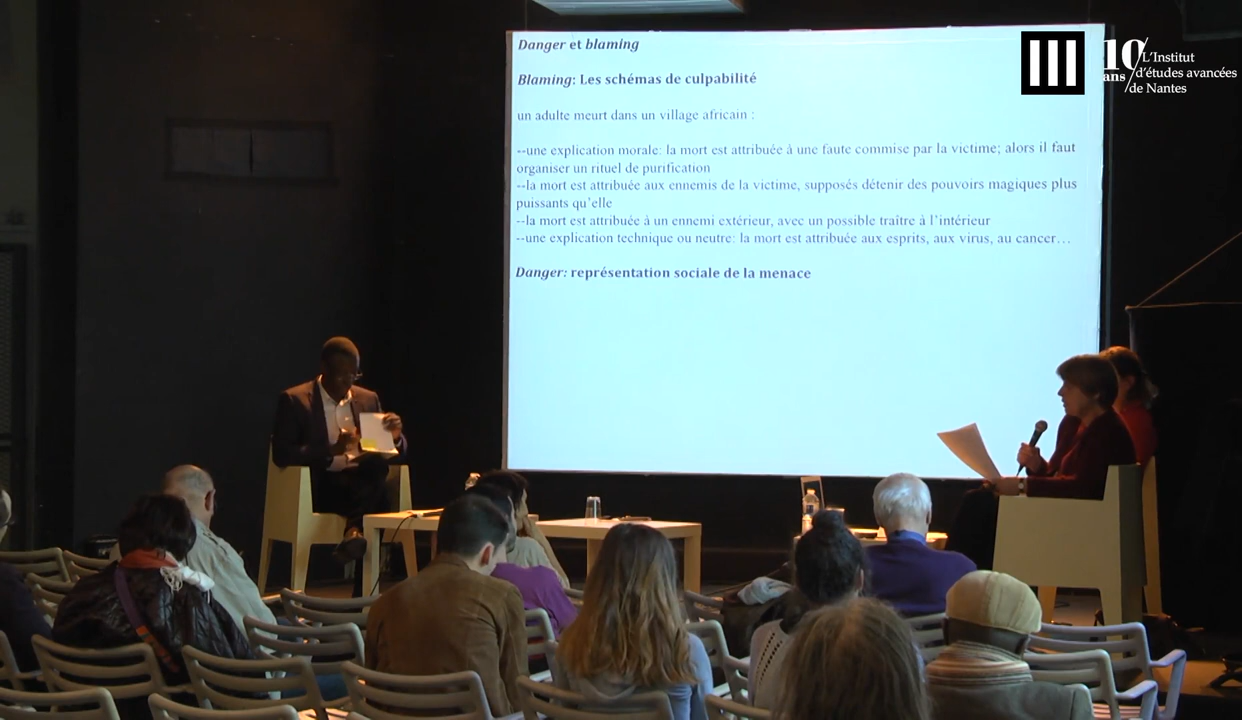 Danger et blaming
Blaming: Les schémas de culpabilité
un adulte meurt dans un village africain :
--une explication morale: la mort est attribuée à une faute commise par la victime; alors il faut
organiser un rituel de purification
--la mort est attribuée aux ennemis de la victime, supposés détenir des pouvoirs magiques plus
puissants qu'elle
--la mort est attribuée à un ennemi extérieur, avec un possible traître à l'intérieur
--une explication technique ou neutre: la mort est attribuée aux esprits, aux virus, au cancer…
Danger: représentation sociale de la menace
10
ans
L'Institut
d'études avancées
de Nantes